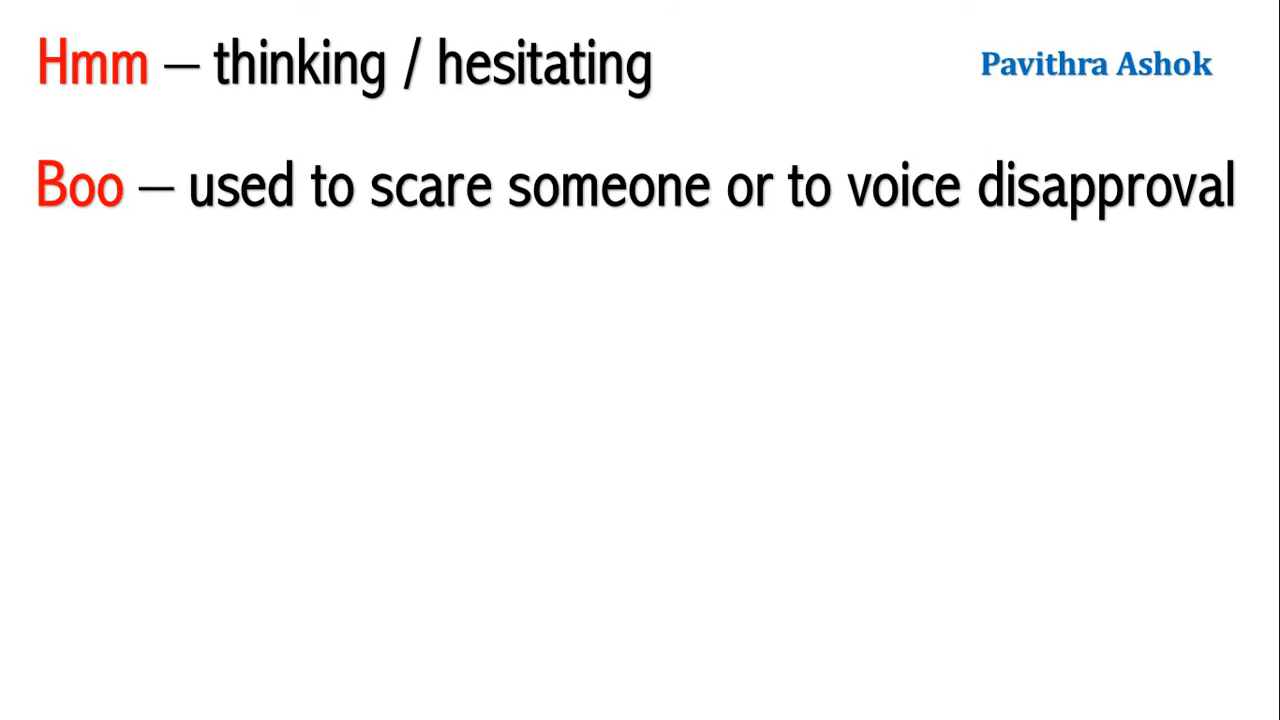 Hmm – thinking / hesitating
Pavithra Ashok
Boo – used to scare someone or to voice disapproval